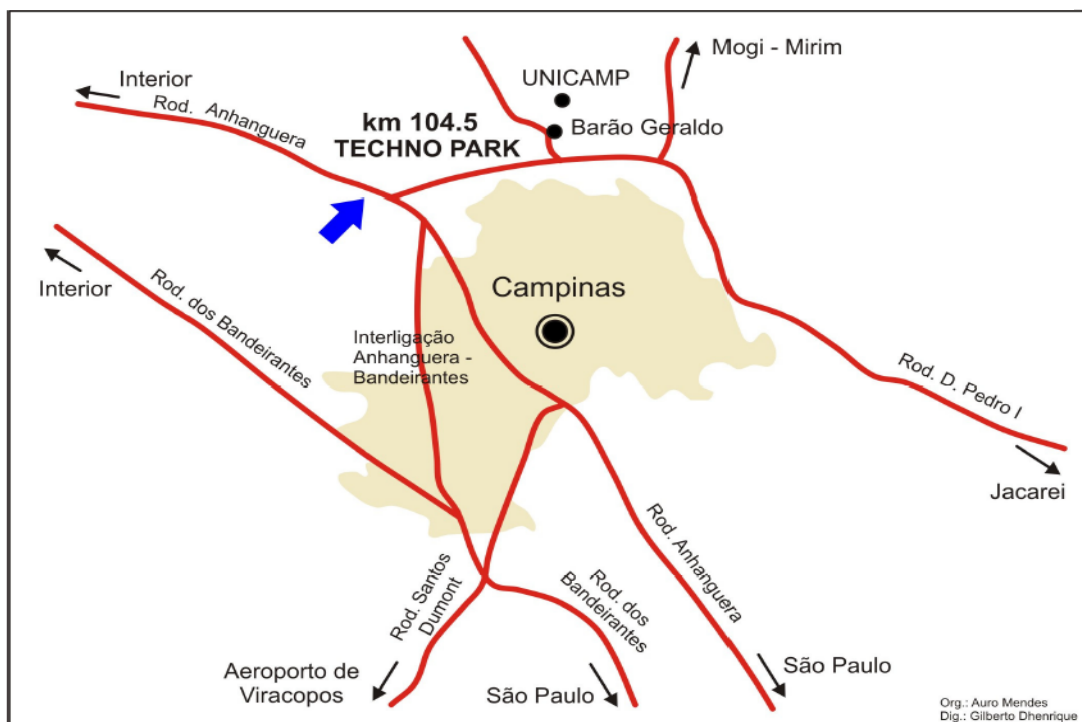 Mogi - Mirim
Interior
UNICAMP
Rod. Anhanguera
km 104.5
TECHNO PARK
Barão Geraldo
Interior
Rod. dos Bandeirantes
Campinas
Interligação
Anhanguera -
Bandeirantes
Rod. D. Pedro I
Jacarei
Rod. Anhanguera
Rod. Santos
Dumont
Rod. dos
Bandeirantes
Aeroporto de
Viracopos
São Paulo
São Paulo
Org.: Auro Mendes
Dig.: Gilberto Dhenrique